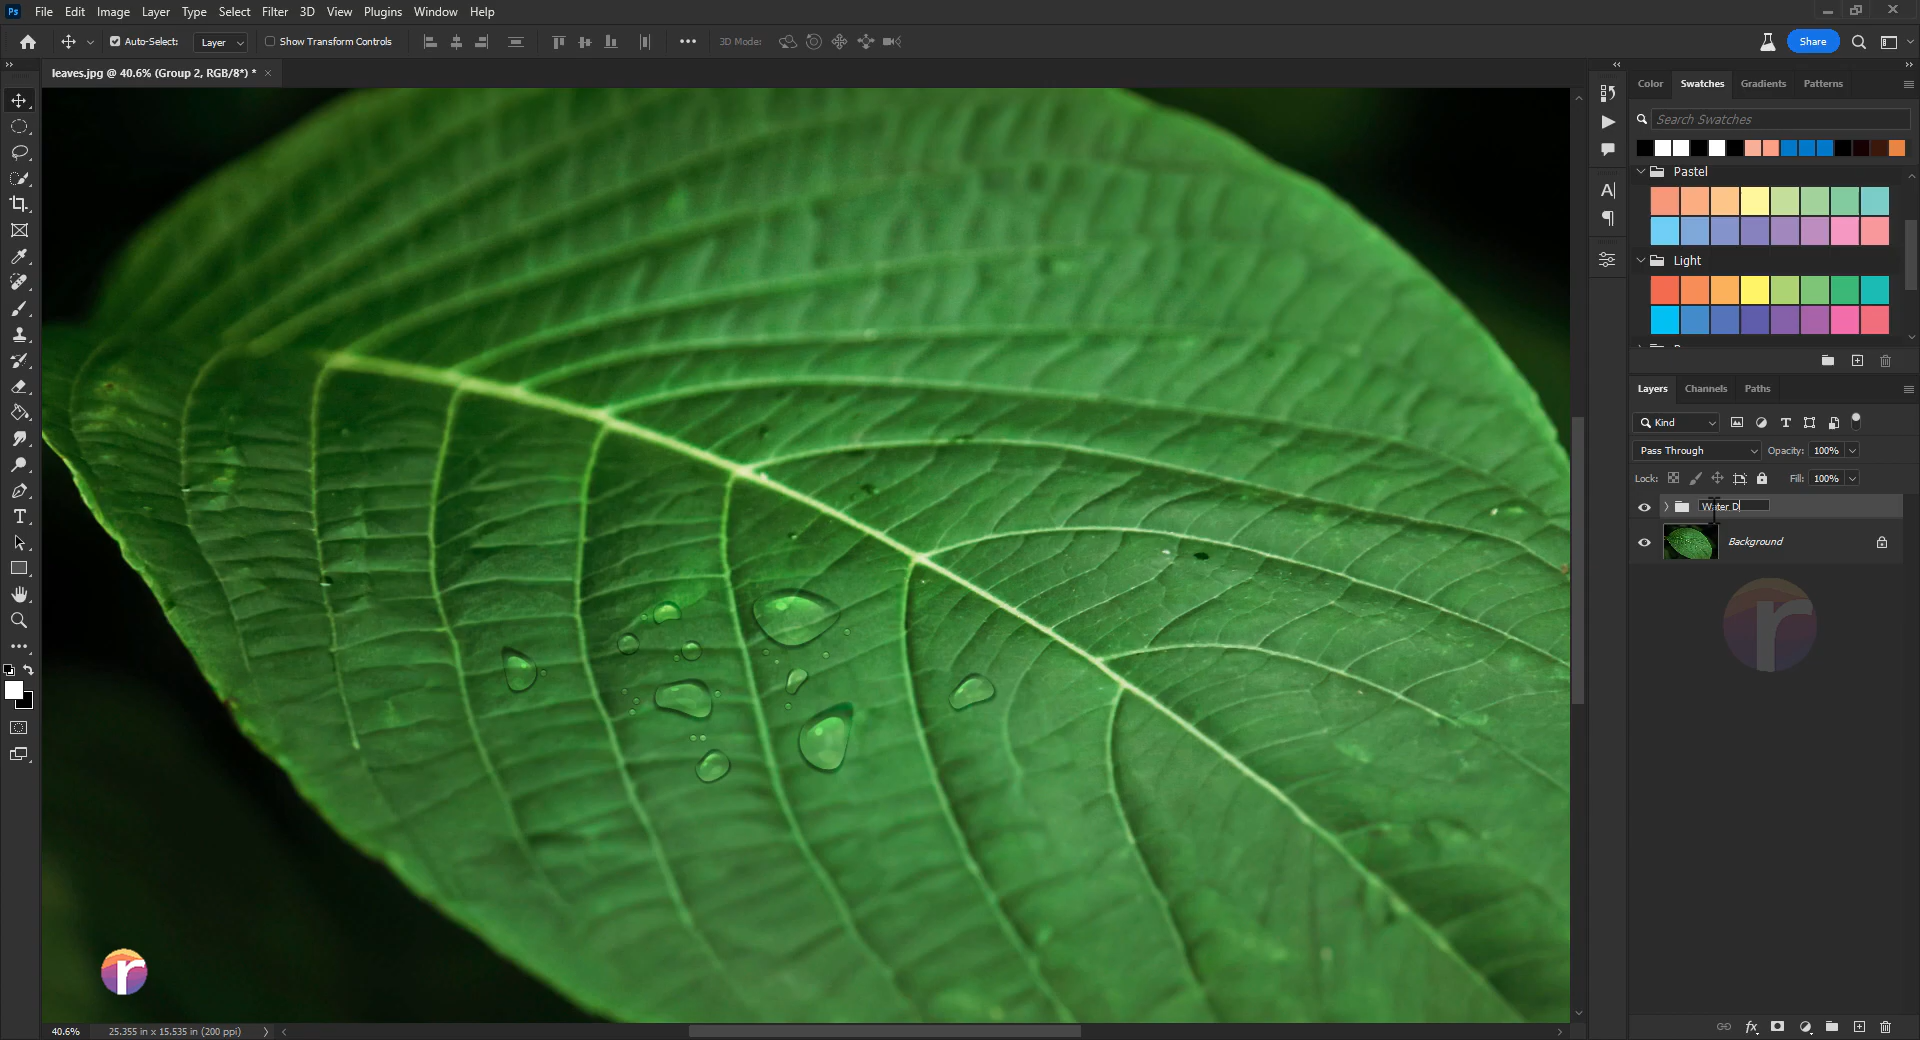 Ps File Edit Image Layer Type Select Filter 3D View Plugins Window Help
Auto-Select: Layer Show Transform Controls 3D Mode: Share
leaves.jpg @ 40.6% (Group 2, RGB/8*) *
Color Swatches Gradients Patterns
Search Swatches
Pastel
Light
Layers Channels Paths
Kind
Pass Through Opacity: 100%
Lock: Fill: 100%
Water D
Background
r
r
40.6% 25.355 in x 15.535 in (200 ppi)